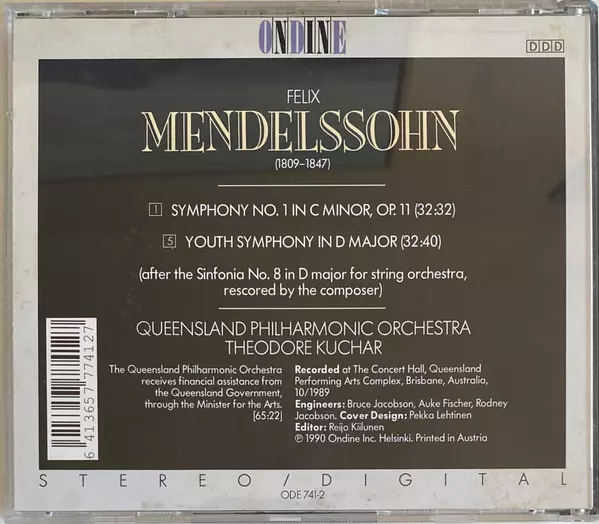 ONDINE
DDD
FELIX
MENDELSSOHN
(1809–1847)
1 SYMPHONY NO. 1 IN C MINOR, OP. 11 (32:32)
5 YOUTH SYMPHONY IN D MAJOR (32:40)
(after the Sinfonia No. 8 in D major for string orchestra,
rescored by the composer)
QUEENSLAND PHILHARMONIC ORCHESTRA
THEODORE KUCHAR
The Queensland Philharmonic Orchestra
receives financial assistance from
the Queensland Government,
through the Minister for the Arts.
[65:22]
Recorded at The Concert Hall, Queensland
Performing Arts Complex, Brisbane, Australia,
10/1989
Engineers: Bruce Jacobson, Auke Fischer, Rodney
Jacobson. Cover Design: Pekka Lehtinen
Editor: Reijo Kiilunen
℗ 1990 Ondine Inc. Helsinki. Printed in Austria
6 413657 774127
STEREO/DIGITAL
ODE 741-2